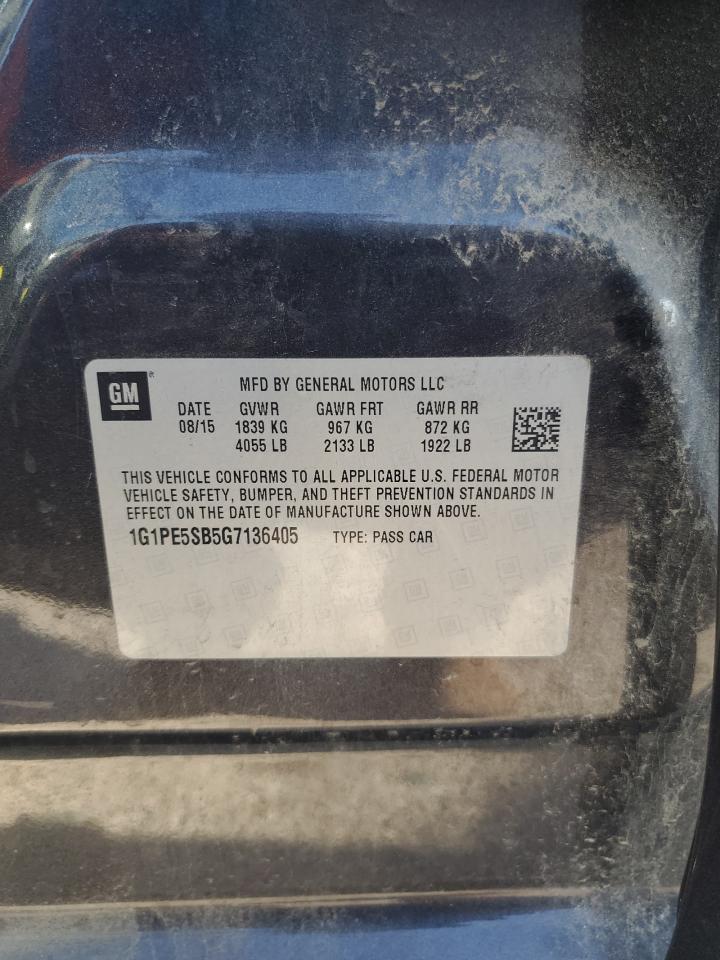 GM
MFD BY GENERAL MOTORS LLC
DATE GVWR GAWR FRT GAWR RR
08/15 1839 KG 967 KG 872 KG
4055 LB 2133 LB 1922 LB
THIS VEHICLE CONFORMS TO ALL APPLICABLE U.S. FEDERAL MOTOR
VEHICLE SAFETY, BUMPER, AND THEFT PREVENTION STANDARDS IN
EFFECT ON THE DATE OF MANUFACTURE SHOWN ABOVE.
1G1PE5SB5G7136405 TYPE: PASS CAR